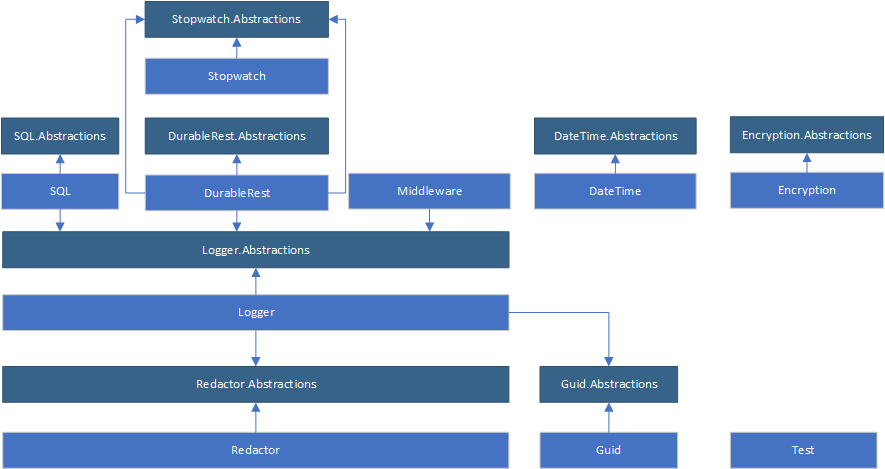 Stopwatch.Abstractions
Stopwatch
SQL.Abstractions
DurableRest.Abstractions
DateTime.Abstractions
Encryption.Abstractions
SQL
DurableRest
Middleware
DateTime
Encryption
Logger.Abstractions
Logger
Redactor.Abstractions
Guid.Abstractions
Redactor
Guid
Test